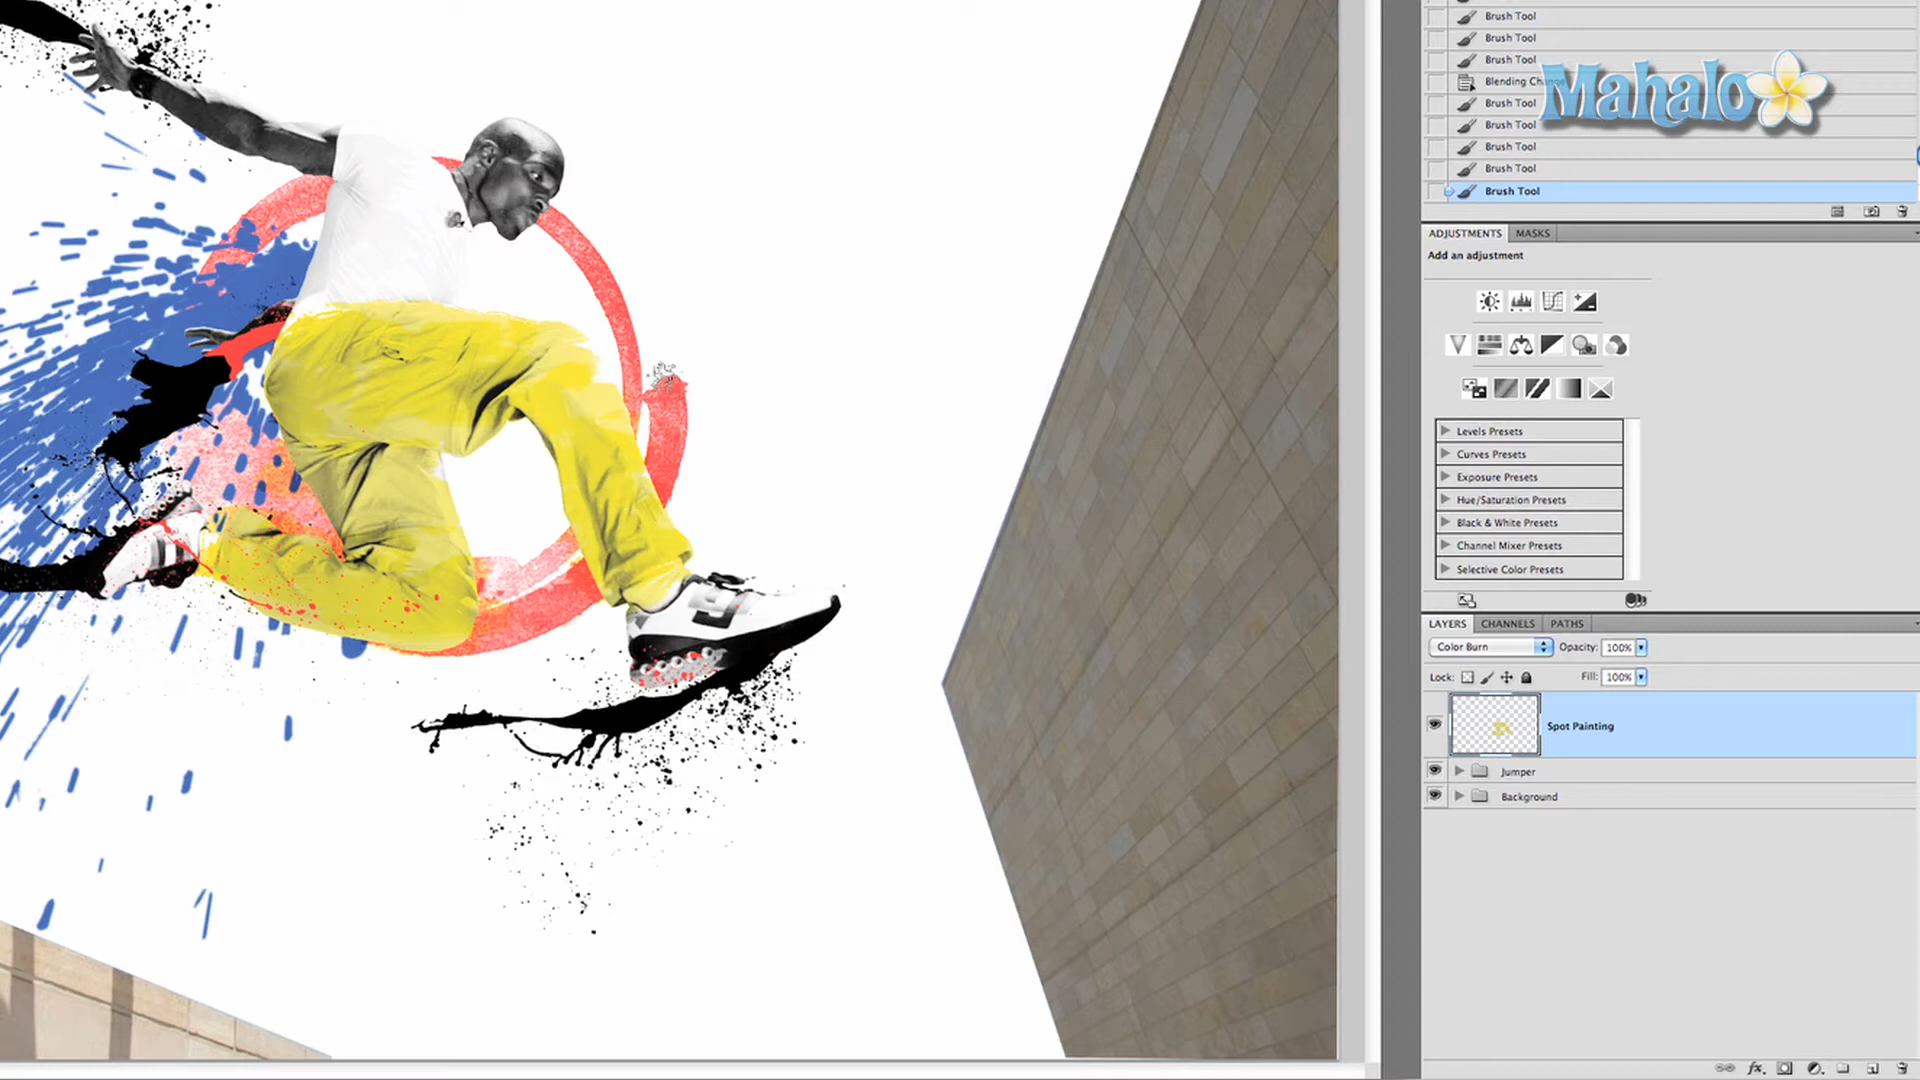 Brush Tool
Brush Tool
Brush Tool
Blending Change
Mahalo
Brush Tool
Brush Tool
Brush Tool
Brush Tool
Brush Tool
ADJUSTMENTS MASKS
Add an adjustment
Levels Presets
Curves Presets
Exposure Presets
Hue/Saturation Presets
Black & White Presets
Channel Mixer Presets
Selective Color Presets
LAYERS CHANNELS PATHS
Color Burn Opacity: 100%
Lock: Fill: 100%
Spot Painting
Jumper
Background
fx